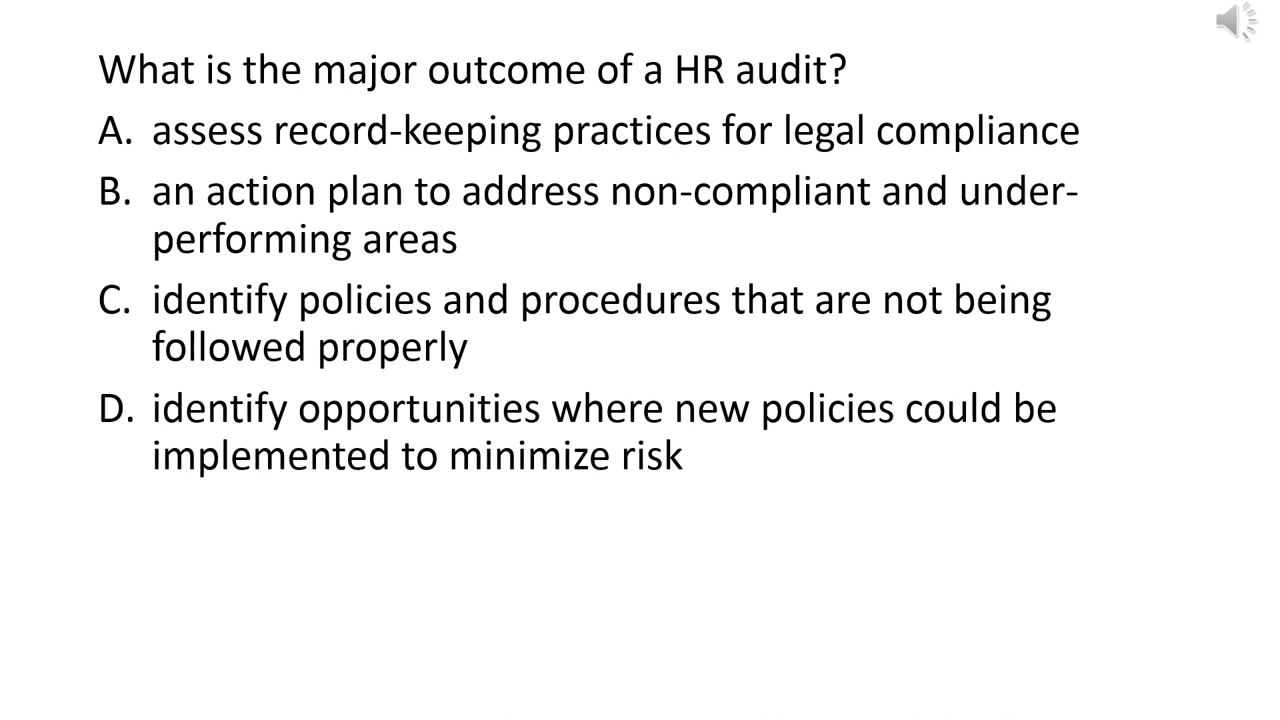 What is the major outcome of a HR audit?
A. assess record-keeping practices for legal compliance
B. an action plan to address non-compliant and under-
performing areas
C. identify policies and procedures that are not being
followed properly
D. identify opportunities where new policies could be
implemented to minimize risk